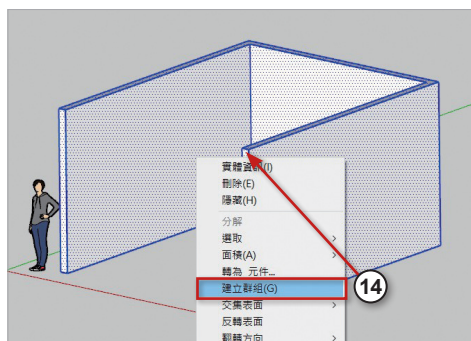 實體資訊(I)
刪除(E)
隱藏(H)
分解
選取
面積(A)
轉為 元件...
建立群組(G)
14
交集表面
反轉表面
翻轉方向